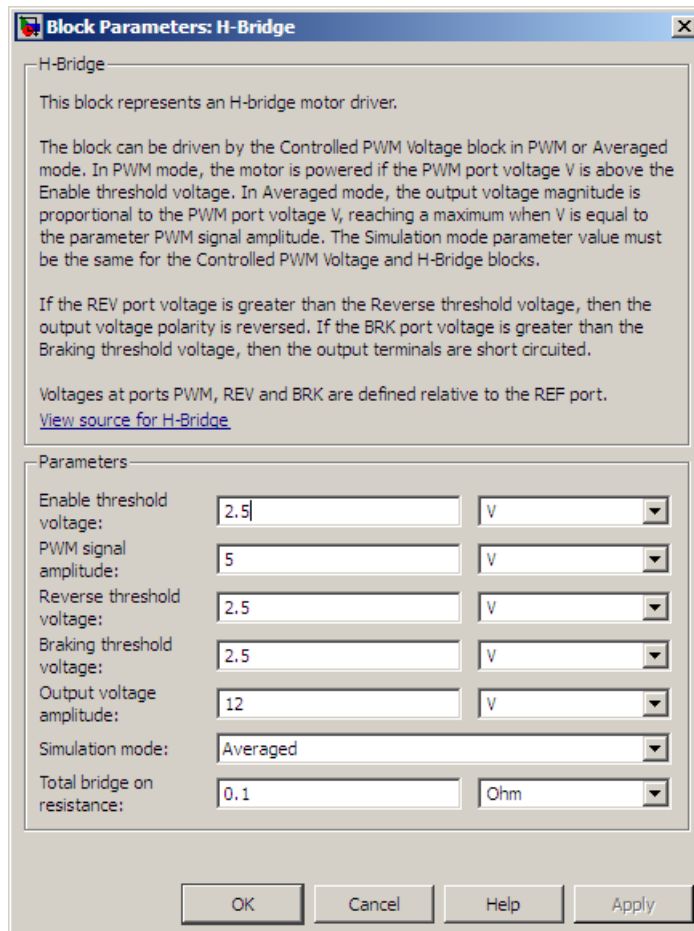 Block Parameters: H-Bridge
H-Bridge
This block represents an H-bridge motor driver.
The block can be driven by the Controlled PWM Voltage block in PWM or Averaged
mode. In PWM mode, the motor is powered if the PWM port voltage V is above the
Enable threshold voltage. In Averaged mode, the output voltage magnitude is
proportional to the PWM port voltage V, reaching a maximum when V is equal to
the parameter PWM signal amplitude. The Simulation mode parameter value must
be the same for the Controlled PWM Voltage and H-Bridge blocks.
If the REV port voltage is greater than the Reverse threshold voltage, then the
output voltage polarity is reversed. If the BRK port voltage is greater than the
Braking threshold voltage, then the output terminals are short circuited.
Voltages at ports PWM, REV and BRK are defined relative to the REF port.
View source for H-Bridge
Parameters
Enable threshold
voltage:
2.5
V
PWM signal
amplitude:
5
V
Reverse threshold
voltage:
2.5
V
Braking threshold
voltage:
2.5
V
Output voltage
amplitude:
12
V
Simulation mode:
Averaged
Total bridge on
resistance:
0.1
Ohm
OK
Cancel
Help
Apply